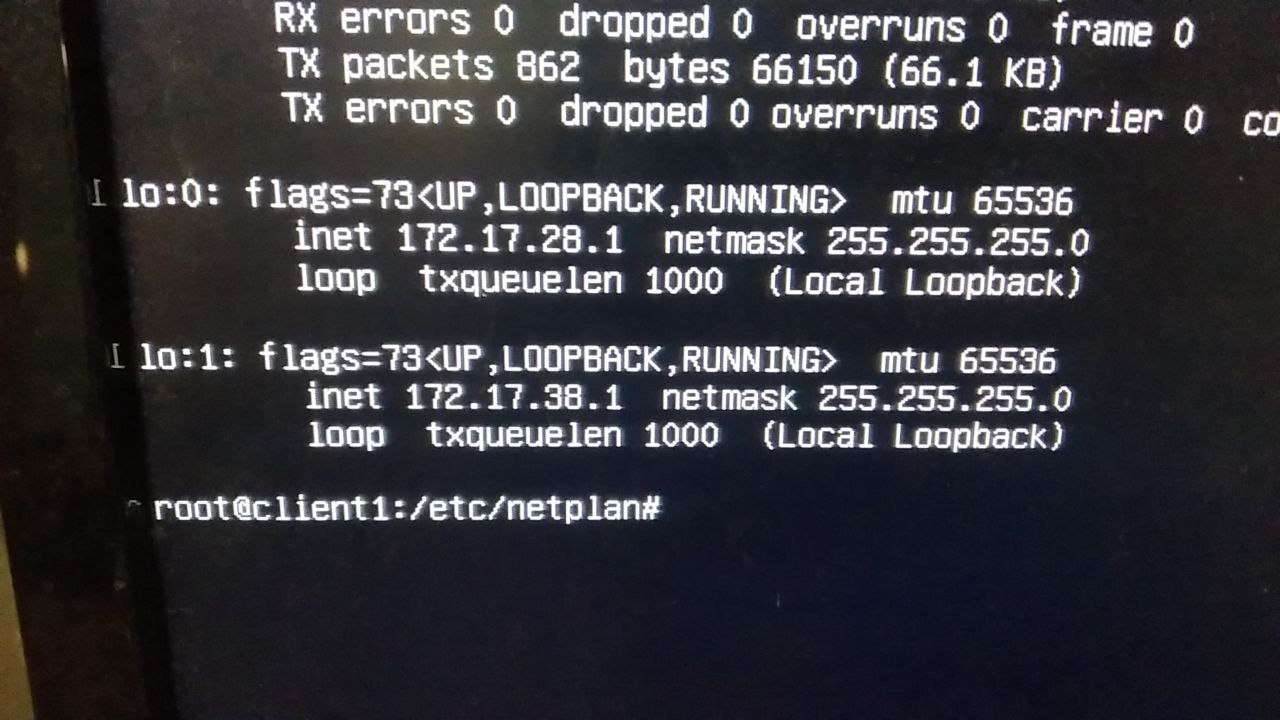 RX errors 0 dropped 0 overruns 0 frame 0
TX packets 862 bytes 66150 (66.1 KB)
TX errors 0 dropped 0 overruns 0 carrier 0 co
lo:0: flags=73<UP,LOOPBACK,RUNNING> mtu 65536
inet 172.17.28.1 netmask 255.255.255.0
loop txqueuelen 1000 (Local Loopback)
lo:1: flags=73<UP,LOOPBACK,RUNNING> mtu 65536
inet 172.17.38.1 netmask 255.255.255.0
loop txqueuelen 1000 (Local Loopback)
root@client1:/etc/netplan#